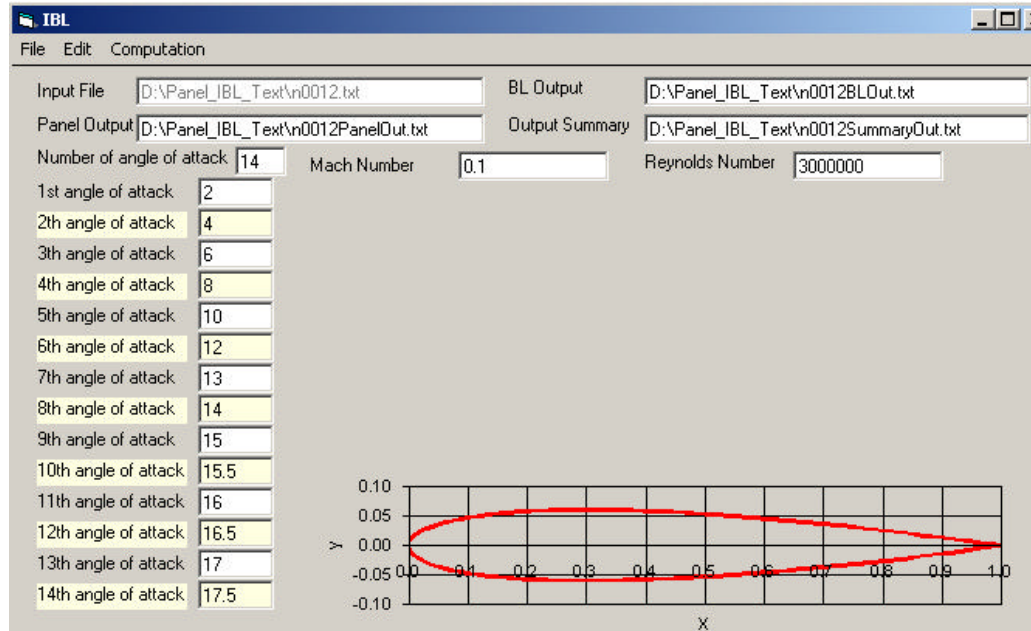 IBL
File Edit Computation
Input File D:\Panel_IBL_Text\n0012.txt BL Output D:\Panel_IBL_Text\n0012BLOut.txt
Panel Output D:\Panel_IBL_Text\n0012PanelOut.txt Output Summary D:\Panel_IBL_Text\n0012SummaryOut.txt
Number of angle of attack 14 Mach Number 0.1 Reynolds Number 3000000
1st angle of attack 2
2th angle of attack 4
3th angle of attack 6
4th angle of attack 8
5th angle of attack 10
6th angle of attack 12
7th angle of attack 13
8th angle of attack 14
9th angle of attack 15
10th angle of attack 15.5
11th angle of attack 16
12th angle of attack 16.5
13th angle of attack 17
14th angle of attack 17.5
0.10
0.05
Y 0.00
-0.05 0.0 0.1 0.2 0.3 0.4 0.5 0.6 0.7 0.8 0.9 1.0
-0.10
X